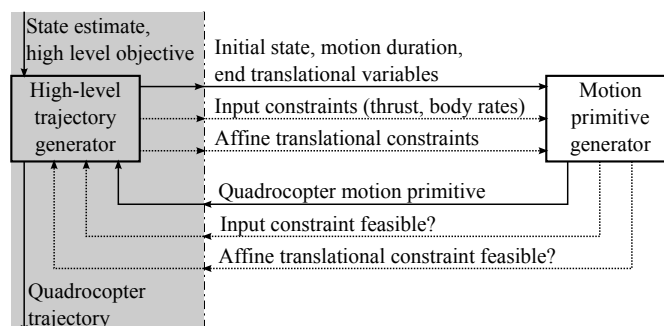 State estimate,
high level objective
High-level
trajectory
generator
Initial state, motion duration,
end translational variables
Input constraints (thrust, body rates)
Affine translational constraints
Motion
primitive
generator
Quadrocopter motion primitive
Input constraint feasible?
Affine translational constraint feasible?
Quadrocopter
trajectory